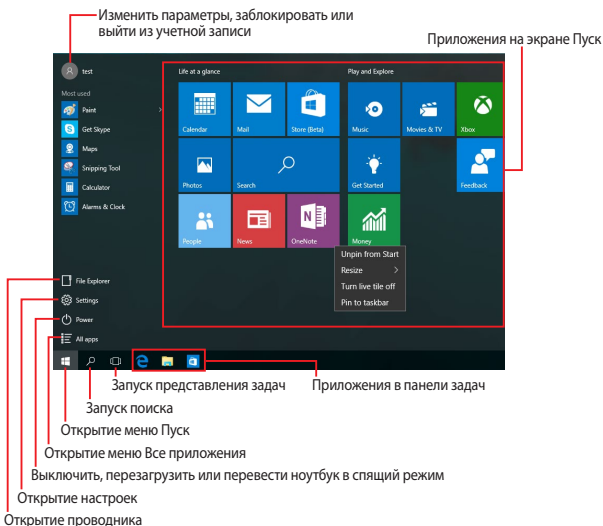 Изменить параметры, заблокировать или
выйти из учетной записи
Приложения на экране Пуск
test
Most used
Paint
Get Skype
Maps
Snipping Tool
Calculator
Alarms & Clock
File Explorer
Settings
Power
All apps
Life at a glance
Play and Explore
Calendar
Mail
Store (Beta)
Music
Movies & TV
Xbox
Photos
Search
Get Started
Feedback
People
News
OneNote
Money
Unpin from Start
Resize
Turn live tile off
Pin to taskbar
Запуск представления задач
Приложения в панели задач
Запуск поиска
Открытие меню Пуск
Открытие меню Все приложения
Выключить, перезагрузить или перевести ноутбук в спящий режим
Открытие настроек
Открытие проводника